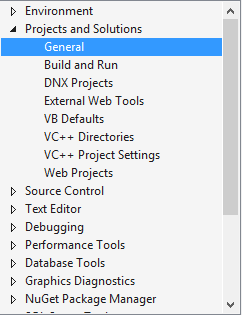 Environment
Projects and Solutions
General
Build and Run
DNX Projects
External Web Tools
VB Defaults
VC++ Directories
VC++ Project Settings
Web Projects
Source Control
Text Editor
Debugging
Performance Tools
Database Tools
Graphics Diagnostics
NuGet Package Manager